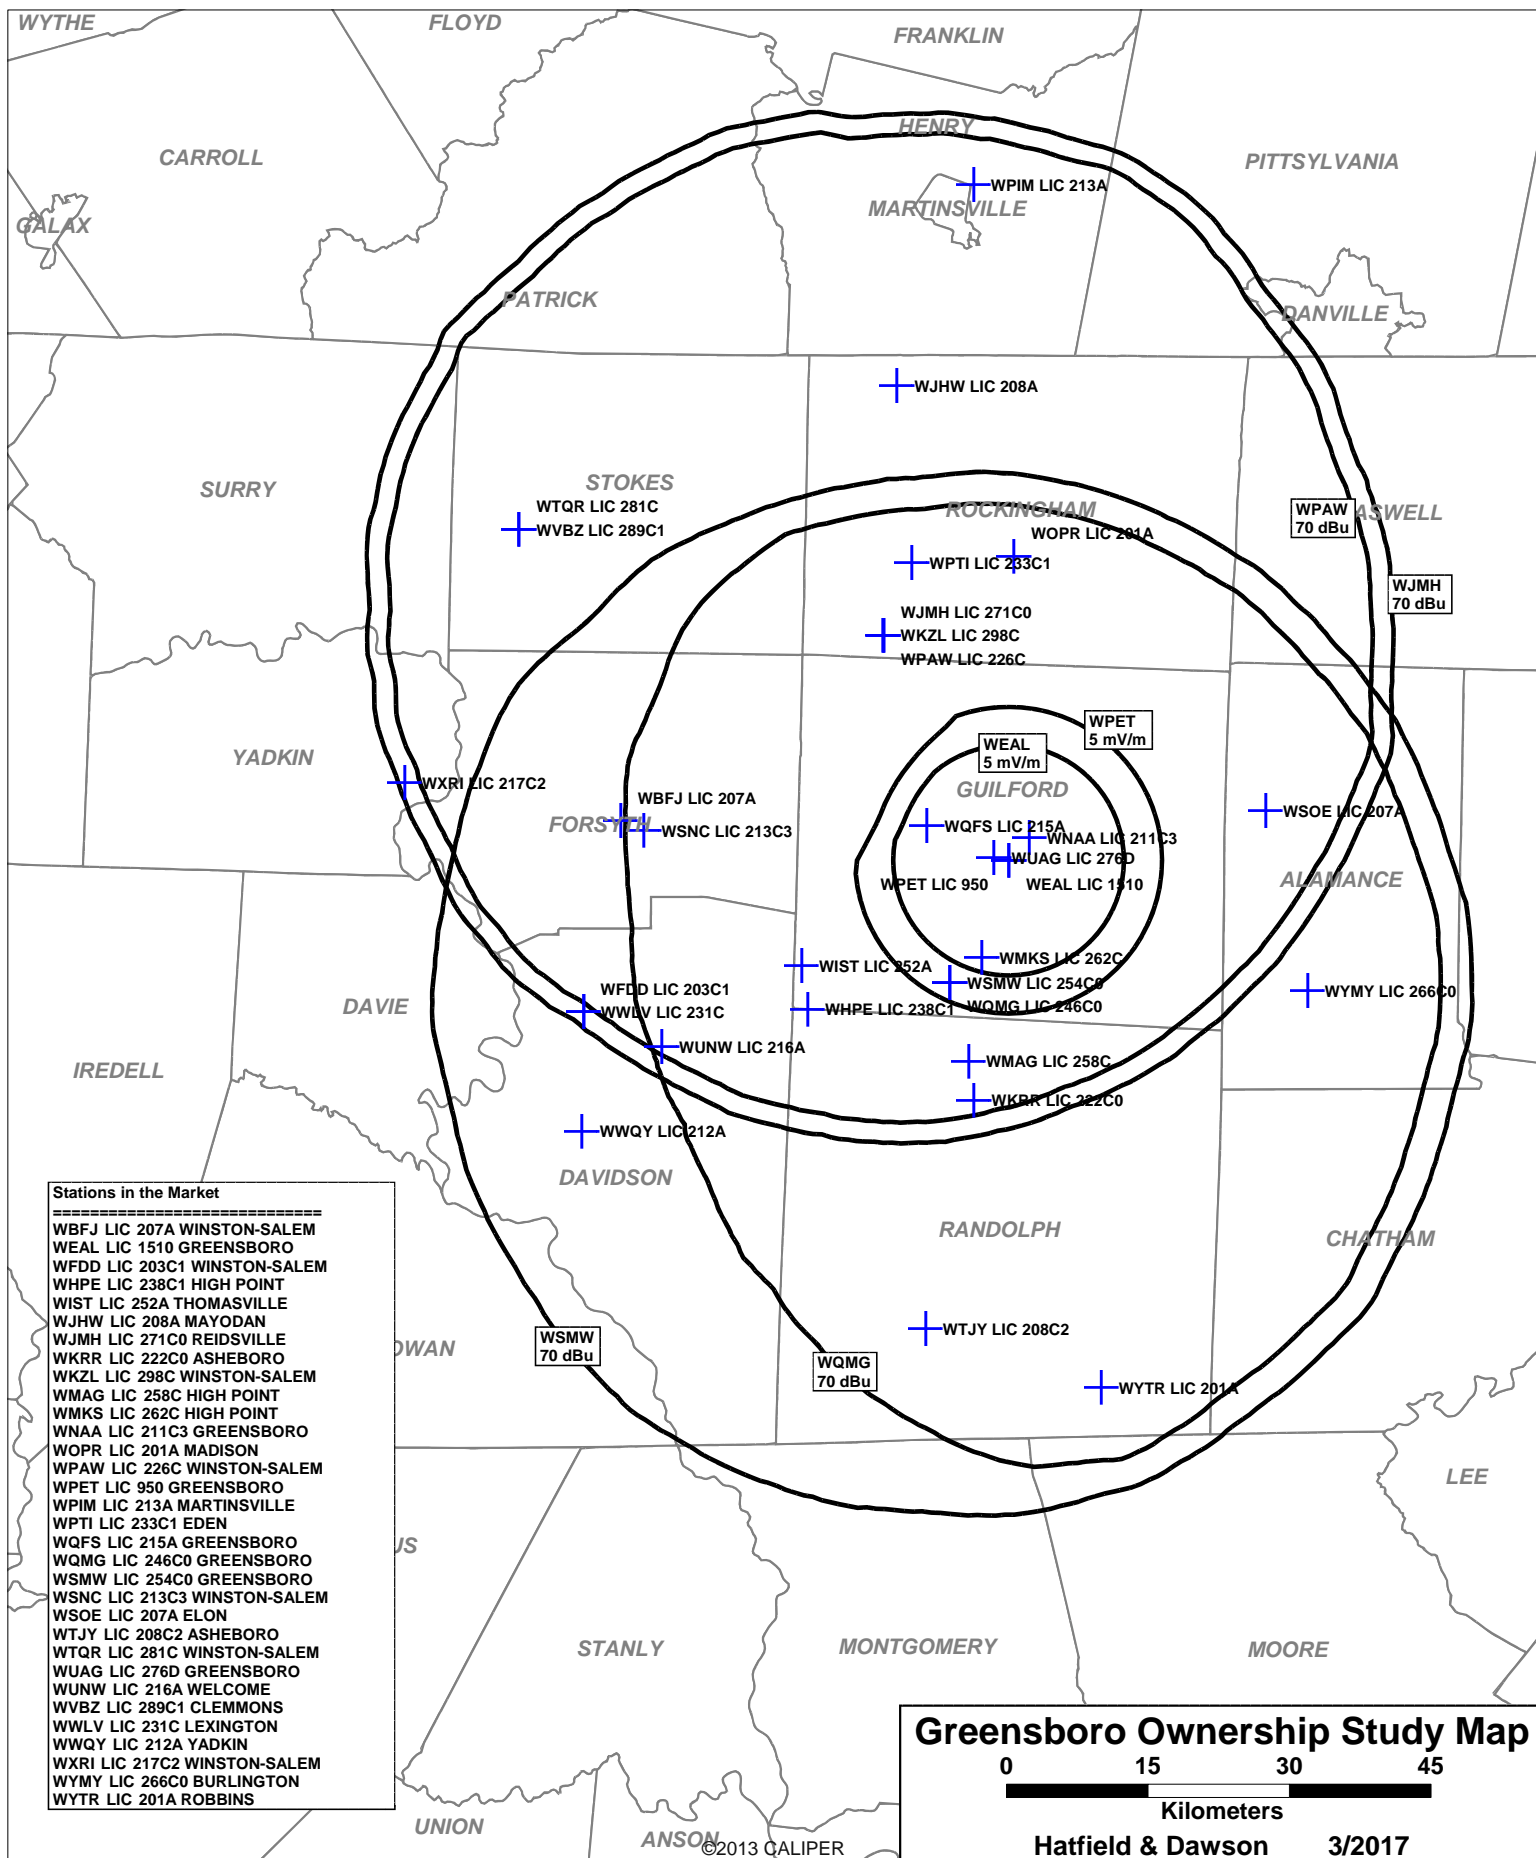 WYTHE
FLOYD
FRANKLIN
HENRY
CARROLL
PITTSYLVANIA
WPIM LIC 213A
MARTINSVILLE
GALAX
PATRICK
DANVILLE
WJHW LIC 208A
STOKES
SURRY
WTQR LIC 281C
WVBZ LIC 289C1
ROCKINGHAM
WPAW
70 dBu
ASWELL
WOPR LIC 201A
WPTI LIC 233C1
WJMH
70 dBu
WJMH LIC 271C0
WKZL LIC 298C
WPAW LIC 226C
WPET
5 mV/m
WEAL
5 mV/m
YADKIN
GUILFORD
WXRI LIC 217C2
WBFJ LIC 207A
FORSYTH
WSNC LIC 213C3
WQFS LIC 215A
WNAA LIC 211C3
WSOE LIC 207A
WUAG LIC 276D
WPET LIC 950
WEAL LIC 1510
ALAMANCE
WIST LIC 252A
WMKS LIC 262C
WSMW LIC 254C0
WQMG LIC 246C0
WYMY LIC 266C0
WFDD LIC 203C1
WWLV LIC 231C
WHPE LIC 238C1
DAVIE
WUNW LIC 216A
IREDELL
WMAG LIC 258C
WKRR LIC 222C0
WWQY LIC 212A
DAVIDSON
RANDOLPH
CHATHAM
WTJY LIC 208C2
WSMW
70 dBu
OWAN
WQMG
70 dBu
WYTR LIC 201A
LEE
US
STANLY
MONTGOMERY
MOORE
UNION
ANSON
Stations in the Market
==============================
WBFJ LIC 207A WINSTON-SALEM
WEAL LIC 1510 GREENSBORO
WFDD LIC 203C1 WINSTON-SALEM
WHPE LIC 238C1 HIGH POINT
WIST LIC 252A THOMASVILLE
WJHW LIC 208A MAYODAN
WJMH LIC 271C0 REIDSVILLE
WKRR LIC 222C0 ASHEBORO
WKZL LIC 298C WINSTON-SALEM
WMAG LIC 258C HIGH POINT
WMKS LIC 262C HIGH POINT
WNAA LIC 211C3 GREENSBORO
WOPR LIC 201A MADISON
WPAW LIC 226C WINSTON-SALEM
WPET LIC 950 GREENSBORO
WPIM LIC 213A MARTINSVILLE
WPTI LIC 233C1 EDEN
WQFS LIC 215A GREENSBORO
WQMG LIC 246C0 GREENSBORO
WSMW LIC 254C0 GREENSBORO
WSNC LIC 213C3 WINSTON-SALEM
WSOE LIC 207A ELON
WTJY LIC 208C2 ASHEBORO
WTQR LIC 281C WINSTON-SALEM
WUAG LIC 276D GREENSBORO
WUNW LIC 216A WELCOME
WVBZ LIC 289C1 CLEMMONS
WWLV LIC 231C LEXINGTON
WWQY LIC 212A YADKIN
WXRI LIC 217C2 WINSTON-SALEM
WYMY LIC 266C0 BURLINGTON
WYTR LIC 201A ROBBINS
Greensboro Ownership Study Map
0 15 30 45
Kilometers
Hatfield & Dawson 3/2017
©2013 CALIPER